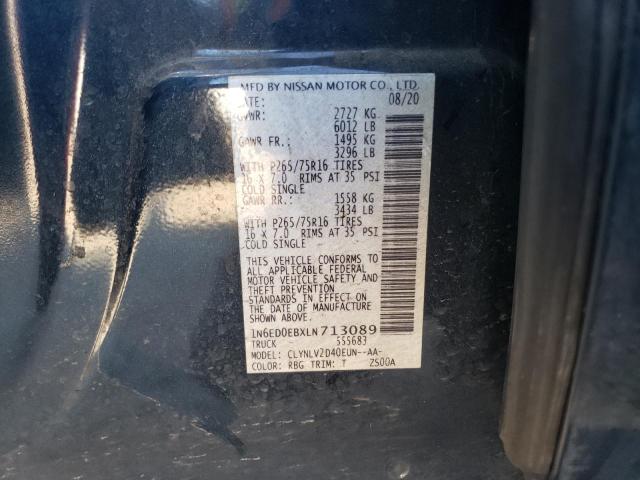 MFD BY NISSAN MOTOR CO., LTD.
DATE: 08/20
GVWR: 2727 KG
6012 LB
GAWR FR.: 1495 KG
3296 LB
WITH P265/75R16 TIRES
16 X 7.0 RIMS AT 35 PSI
COLD SINGLE
GAWR RR.: 1558 KG
3434 LB
WITH P265/75R16 TIRES
16 X 7.0 RIMS AT 35 PSI
COLD SINGLE
THIS VEHICLE CONFORMS TO
ALL APPLICABLE FEDERAL
MOTOR VEHICLE SAFETY AND
THEFT PREVENTION
STANDARDS IN EFFECT ON
THE DATE OF MANUFACTURE
SHOWN ABOVE.
1N6ED0EBXLN713089
TRUCK 555683
MODEL: CLYNLV2D40EUN--AA-
COLOR: RBG TRIM: T ZS00A